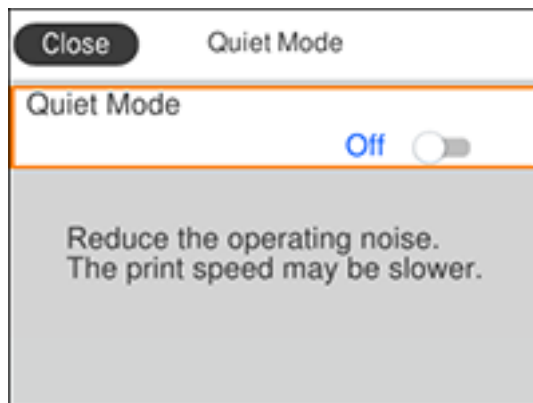 Close
Quiet Mode
Quiet Mode
Off
Reduce the operating noise.
The print speed may be slower.